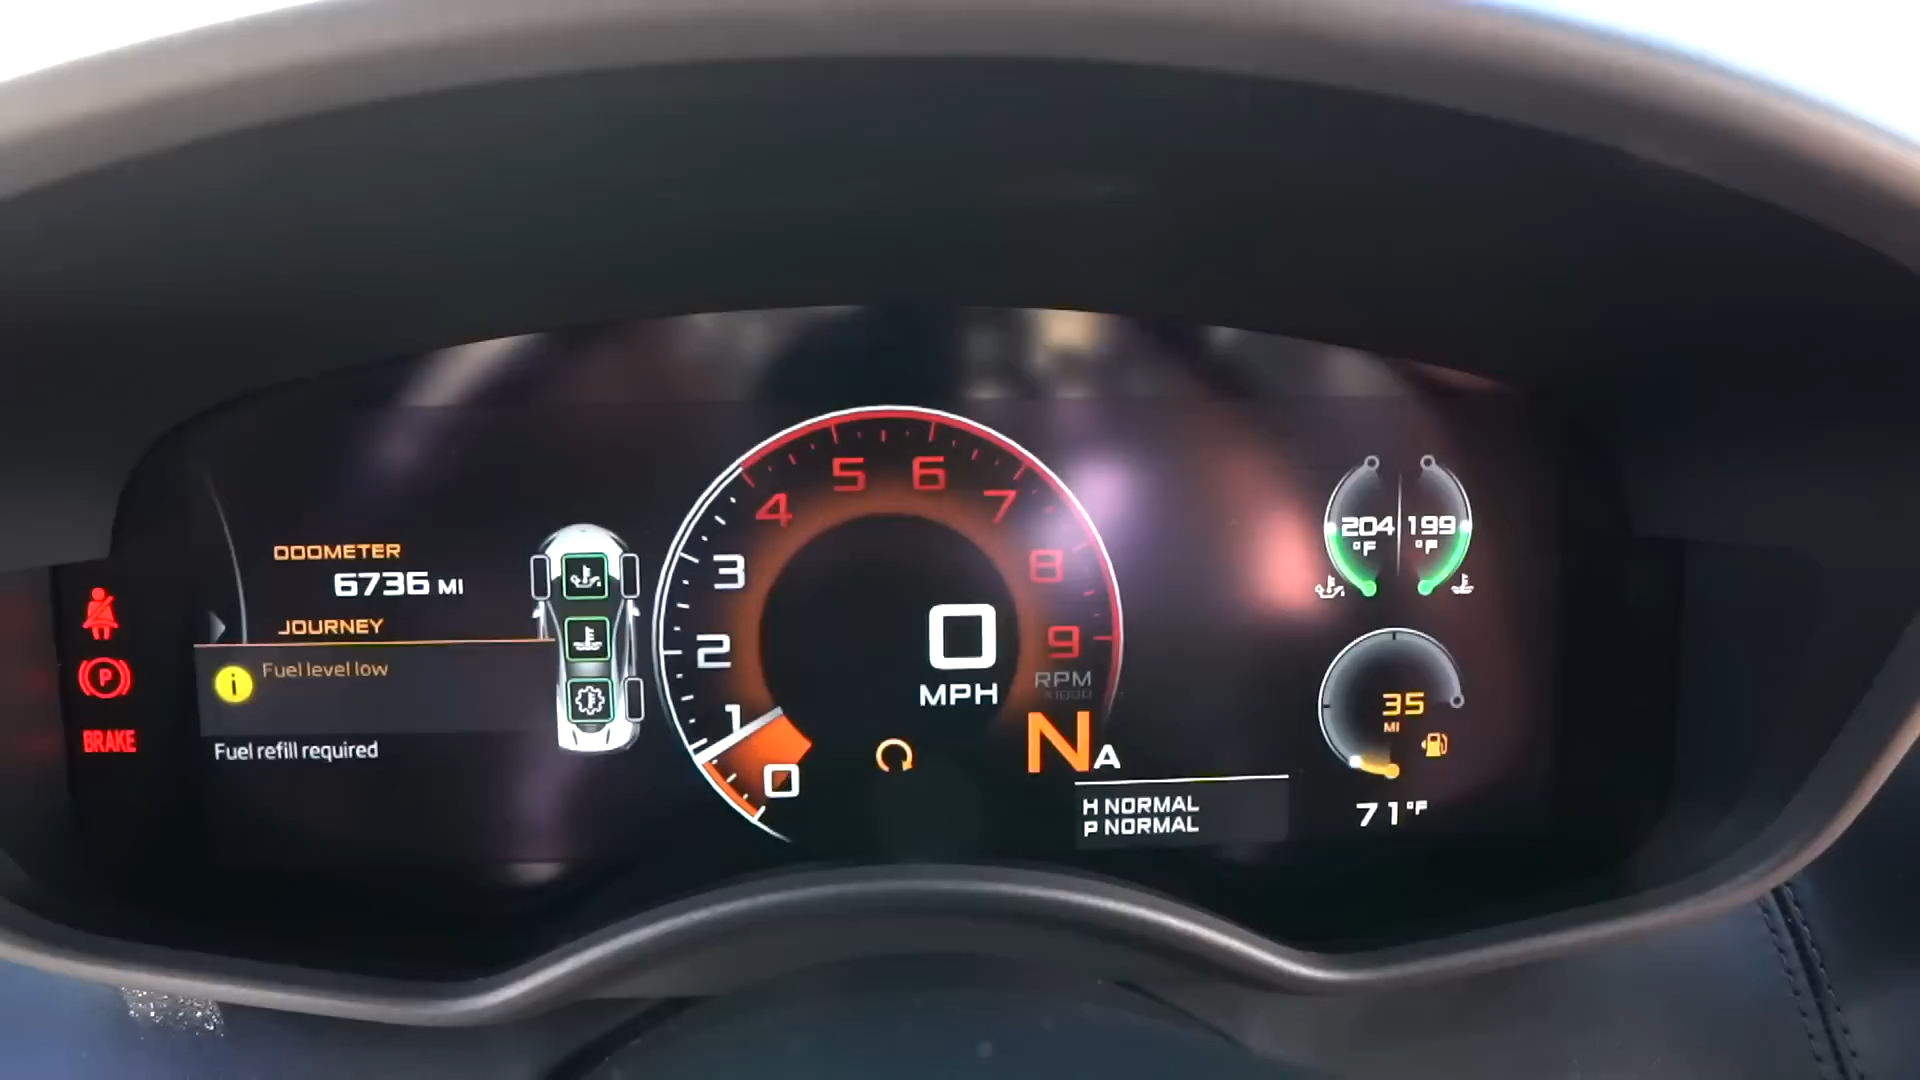 ODOMETER
6736 MI
JOURNEY
i
Fuel level low
Fuel refill required
P
BRAKE
0
1
2
3
4
5
6
7
8
9
RPM
x1000
0
MPH
N A
H NORMAL
P NORMAL
204 °F
199 °F
35
MI
71°F